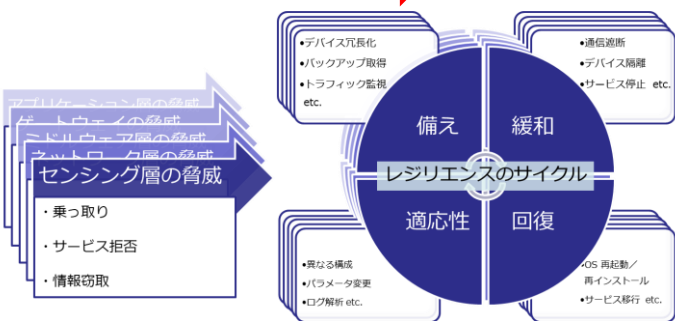 アプリケーション層の脅威
ゲートウェイの脅威
ミドルウェア層の脅威
ネットワーク層の脅威
センシング層の脅威
・乗っ取り
・サービス拒否
・情報窃取
•デバイス冗長化
•バックアップ取得
•トラフィック監視
etc.
•通信遮断
•デバイス隔離
•サービス停止 etc.
備え
緩和
レジリエンスのサイクル
適応性
回復
•異なる構成
•パラメータ変更
•ログ解析 etc.
•OS 再起動／
再インストール
•サービス移行 etc.